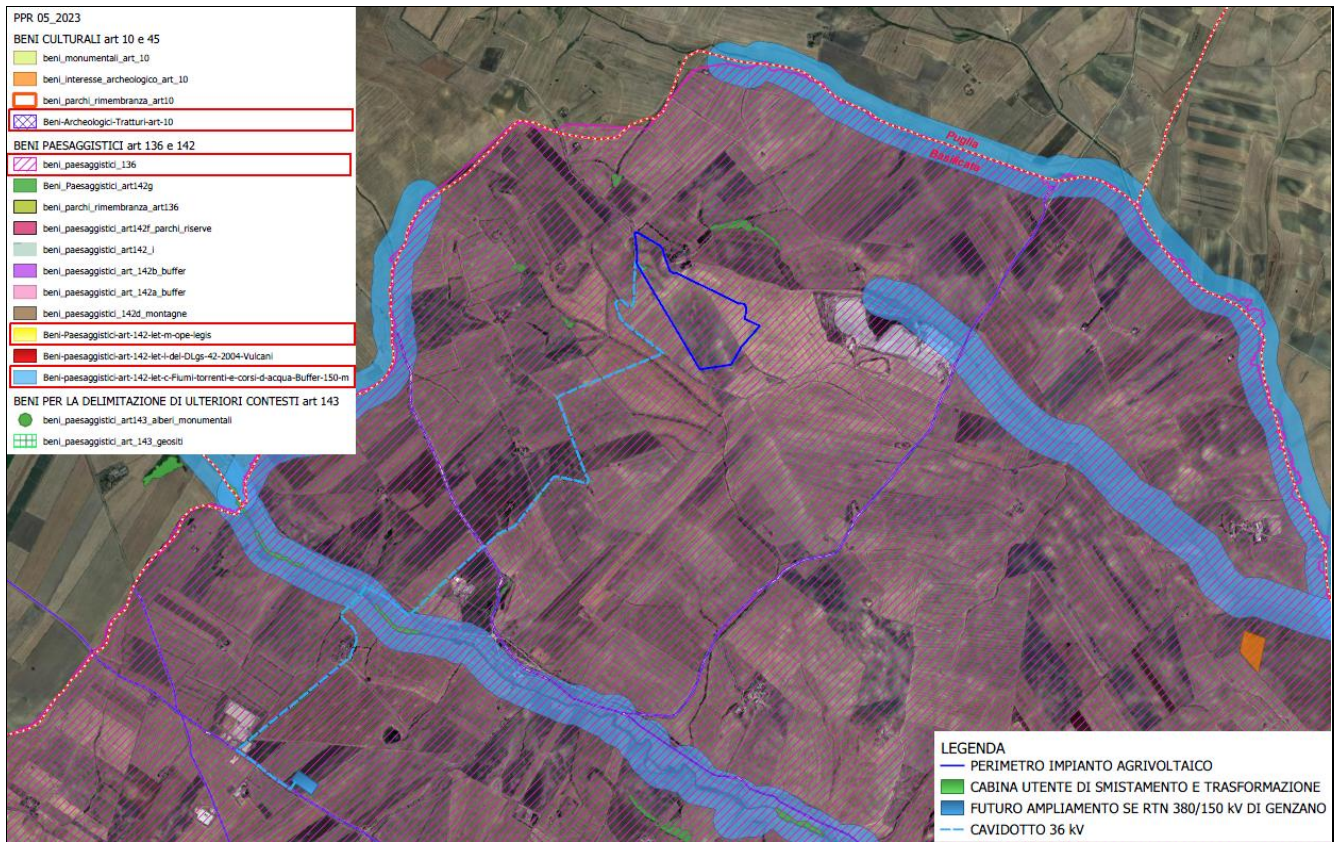 PPR 05_2023
BENI CULTURALI art 10 e 45
beni_monumentali_art_10
beni_interesse_archeologico_art_10
beni_parchi_rimembranza_art10
Beni-Archeologici-Tratturi-art-10
BENI PAESAGGISTICI art 136 e 142
beni_paesaggistici_136
Beni_Paesaggistici_art142g
beni_parchi_rimembranza_art136
beni_paesaggistici_art142f_parchi_riserve
beni_paesaggistici_art142_i
beni_paesaggistici_art_142b_buffer
beni_paesaggistici_art_142a_buffer
beni_paesaggistici_142d_montagne
Beni-Paesaggistici-art-142-let-m-ope-legis
Beni-paesaggistici-art-142-let-l-del-DLgs-42-2004-Vulcani
Beni-paesaggistici-art-142-let-c-Fiumi-torrenti-e-corsi-d-acqua-Buffer-150-m
BENI PER LA DELIMITAZIONE DI ULTERIORI CONTESTI art 143
beni_paesaggistici_art143_alberi_monumentali
beni_paesaggistici_art_143_geositi
Puglia
Basilicata
LEGENDA
PERIMETRO IMPIANTO AGRIVOLTAICO
CABINA UTENTE DI SMISTAMENTO E TRASFORMAZIONE
FUTURO AMPLIAMENTO SE RTN 380/150 kV DI GENZANO
CAVIDOTTO 36 kV